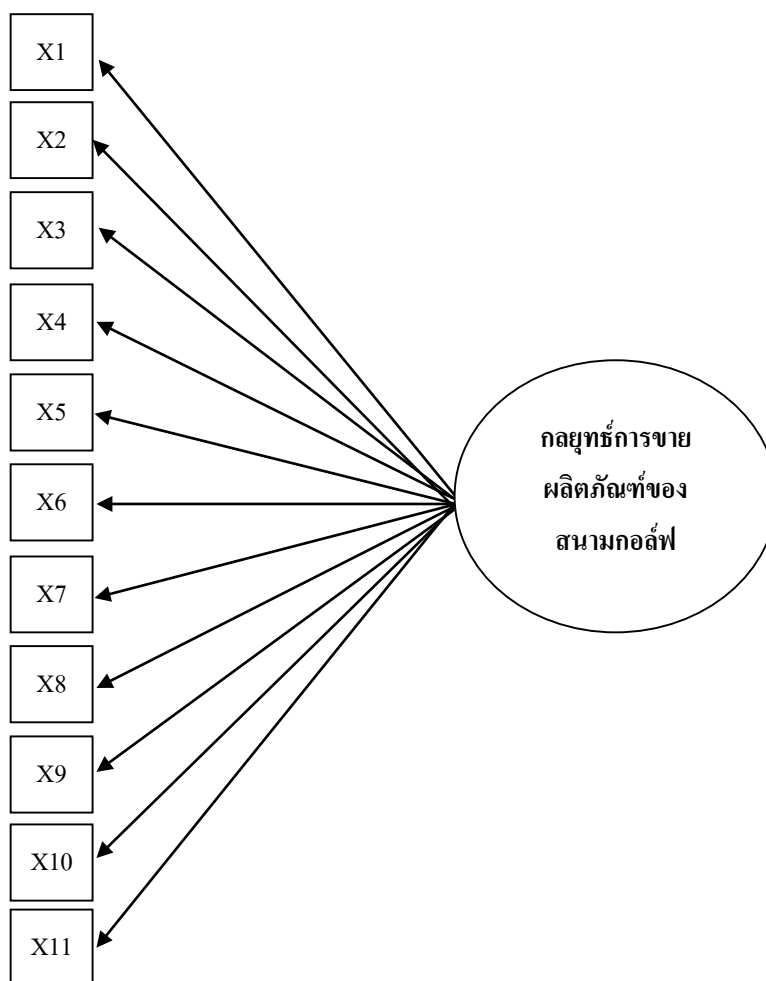 X1
X2
X3
X4
X5
X6
X7
X8
X9
X10
X11
กลยุทธ์การขาย
ผลิตภัณฑ์ของ
สนามกอล์ฟ